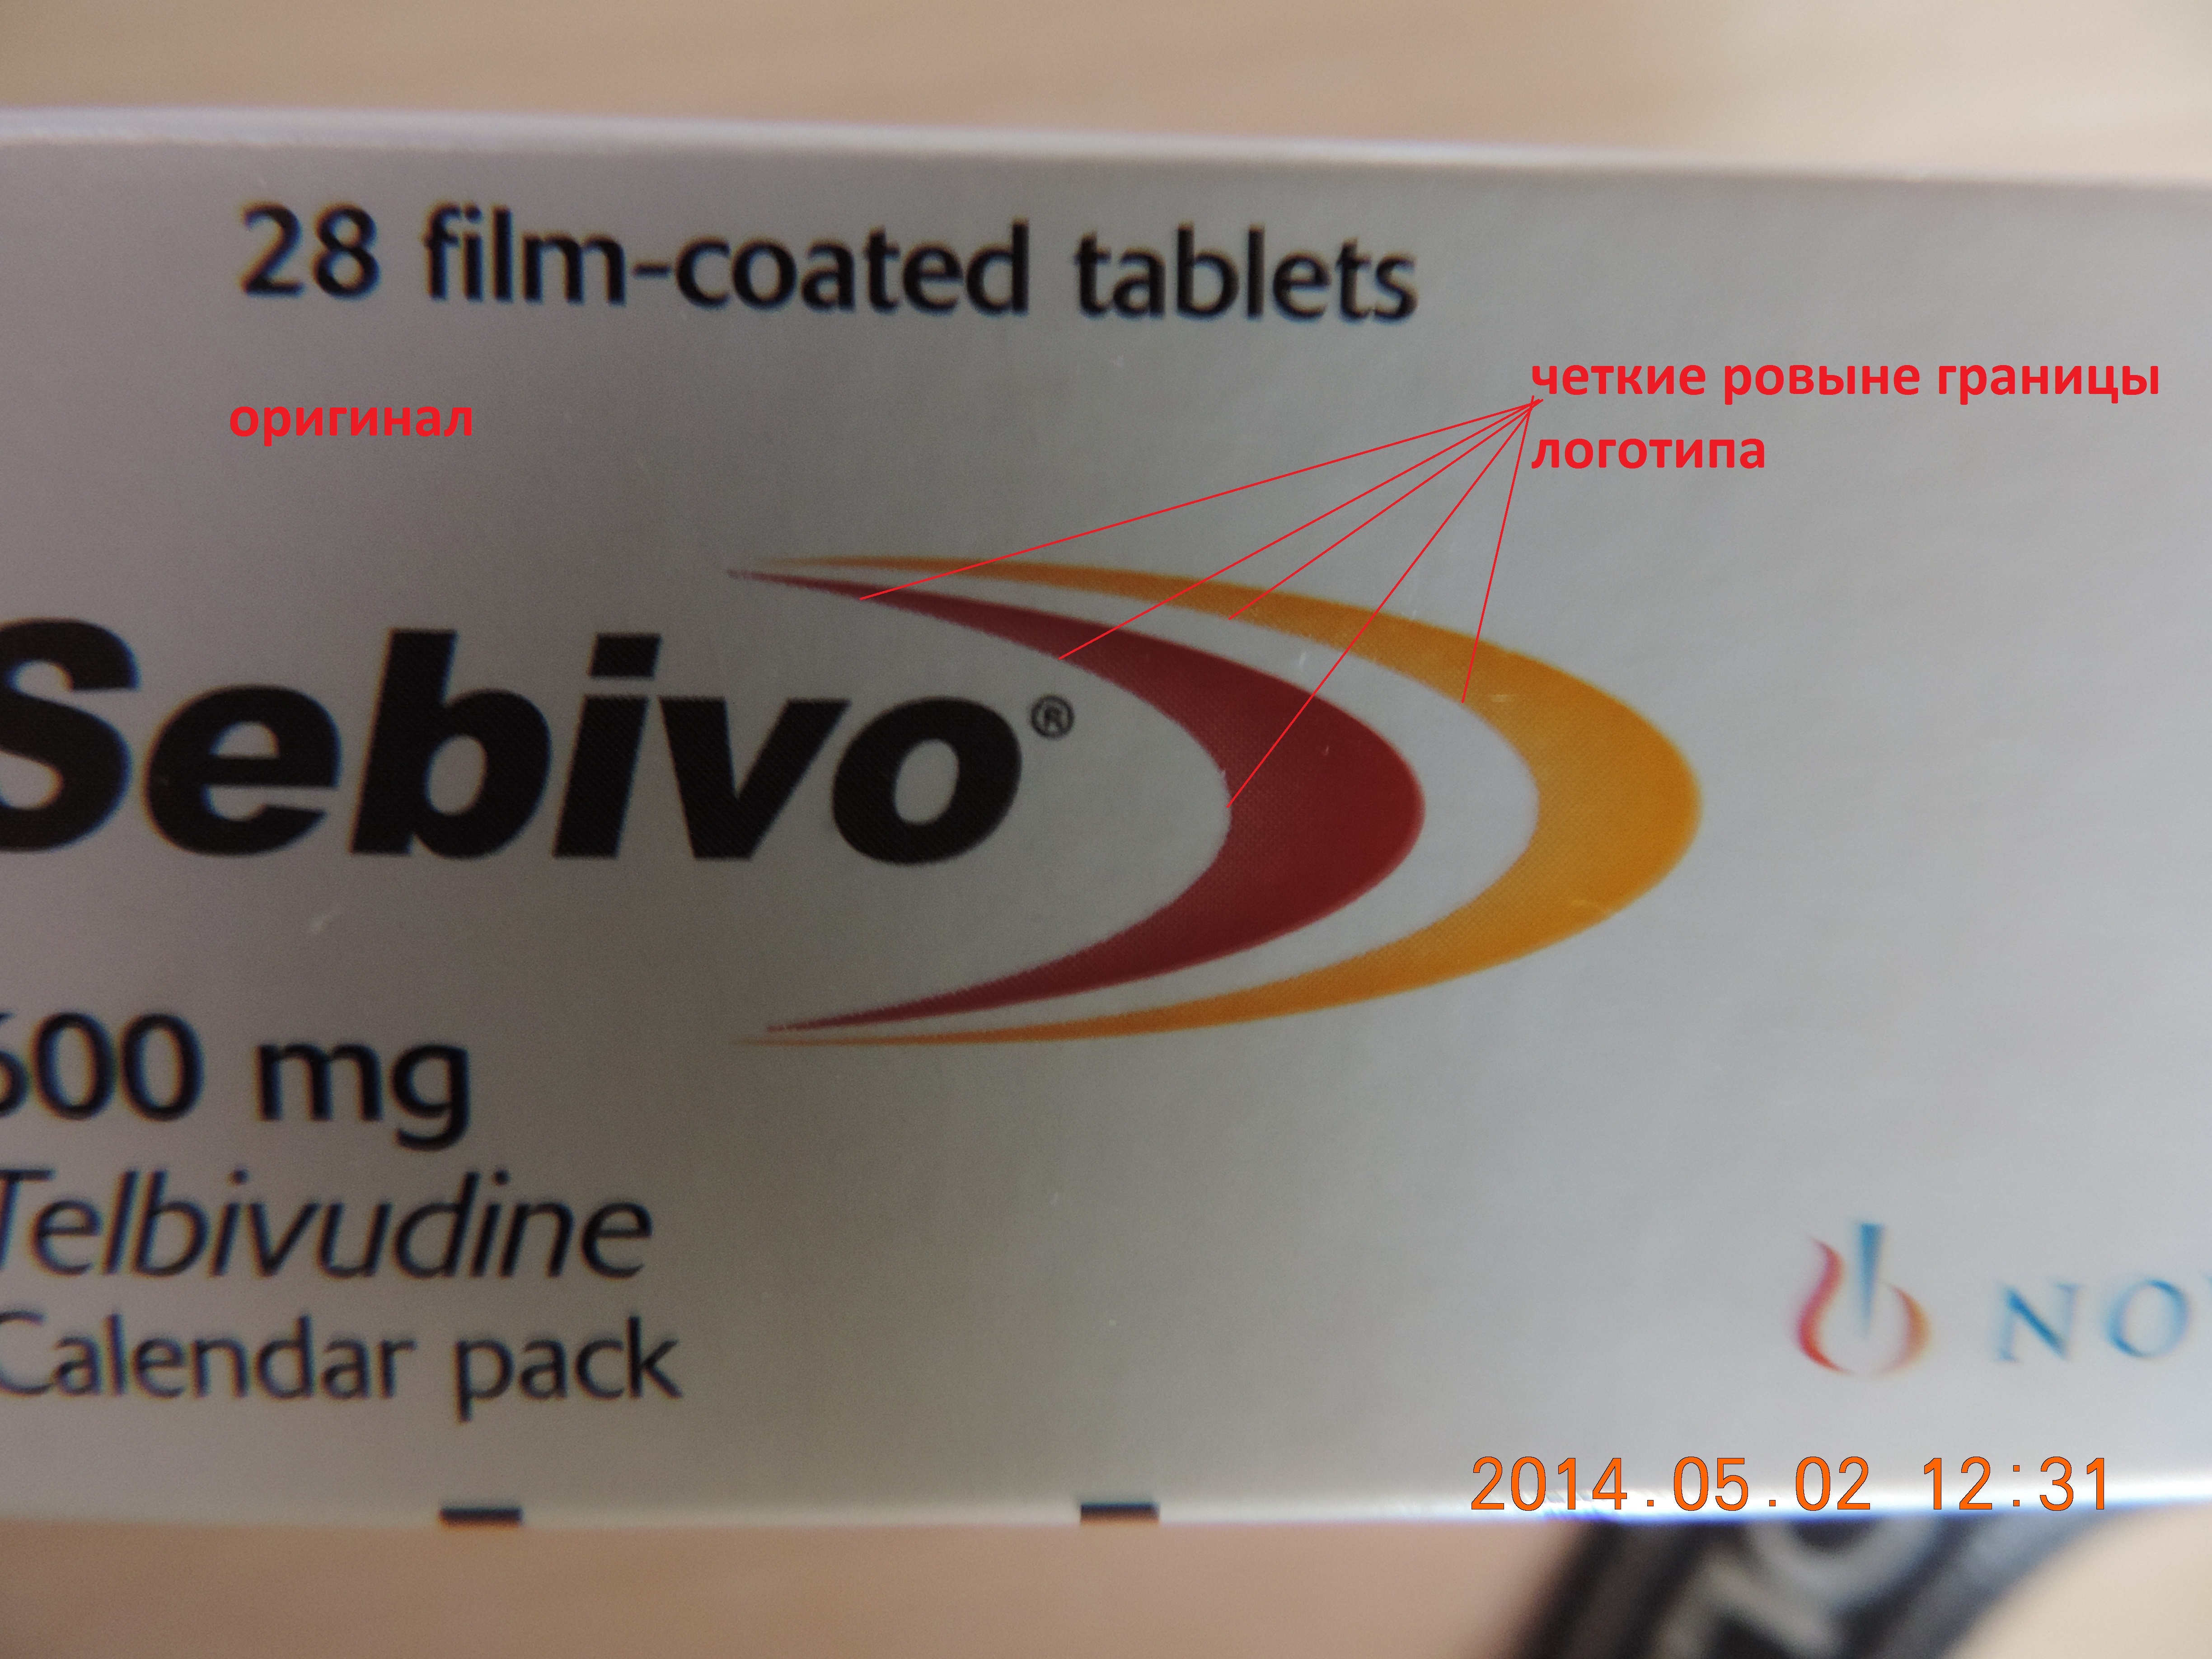 28 film-coated tablets
четкие ровыне границы
логотипа
оригинал
Sebivo®
600 mg
Telbivudine
Calendar pack
NO
2014.05.02 12:31